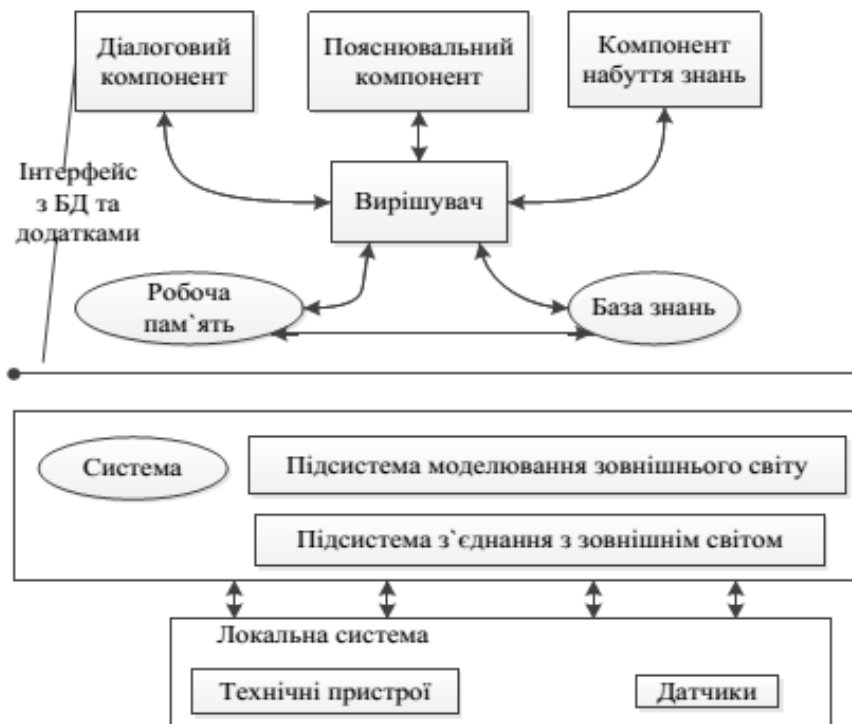 Діалоговий
компонент
Пояснювальний
компонент
Компонент
набуття знань
Інтерфейс
з БД та
додатками
Вирішувач
Робоча
пам`ять
База знань
Система
Підсистема моделювання зовнішнього світу
Підсистема з`єднання з зовнішнім світом
Локальна система
Технічні пристрої
Датчики